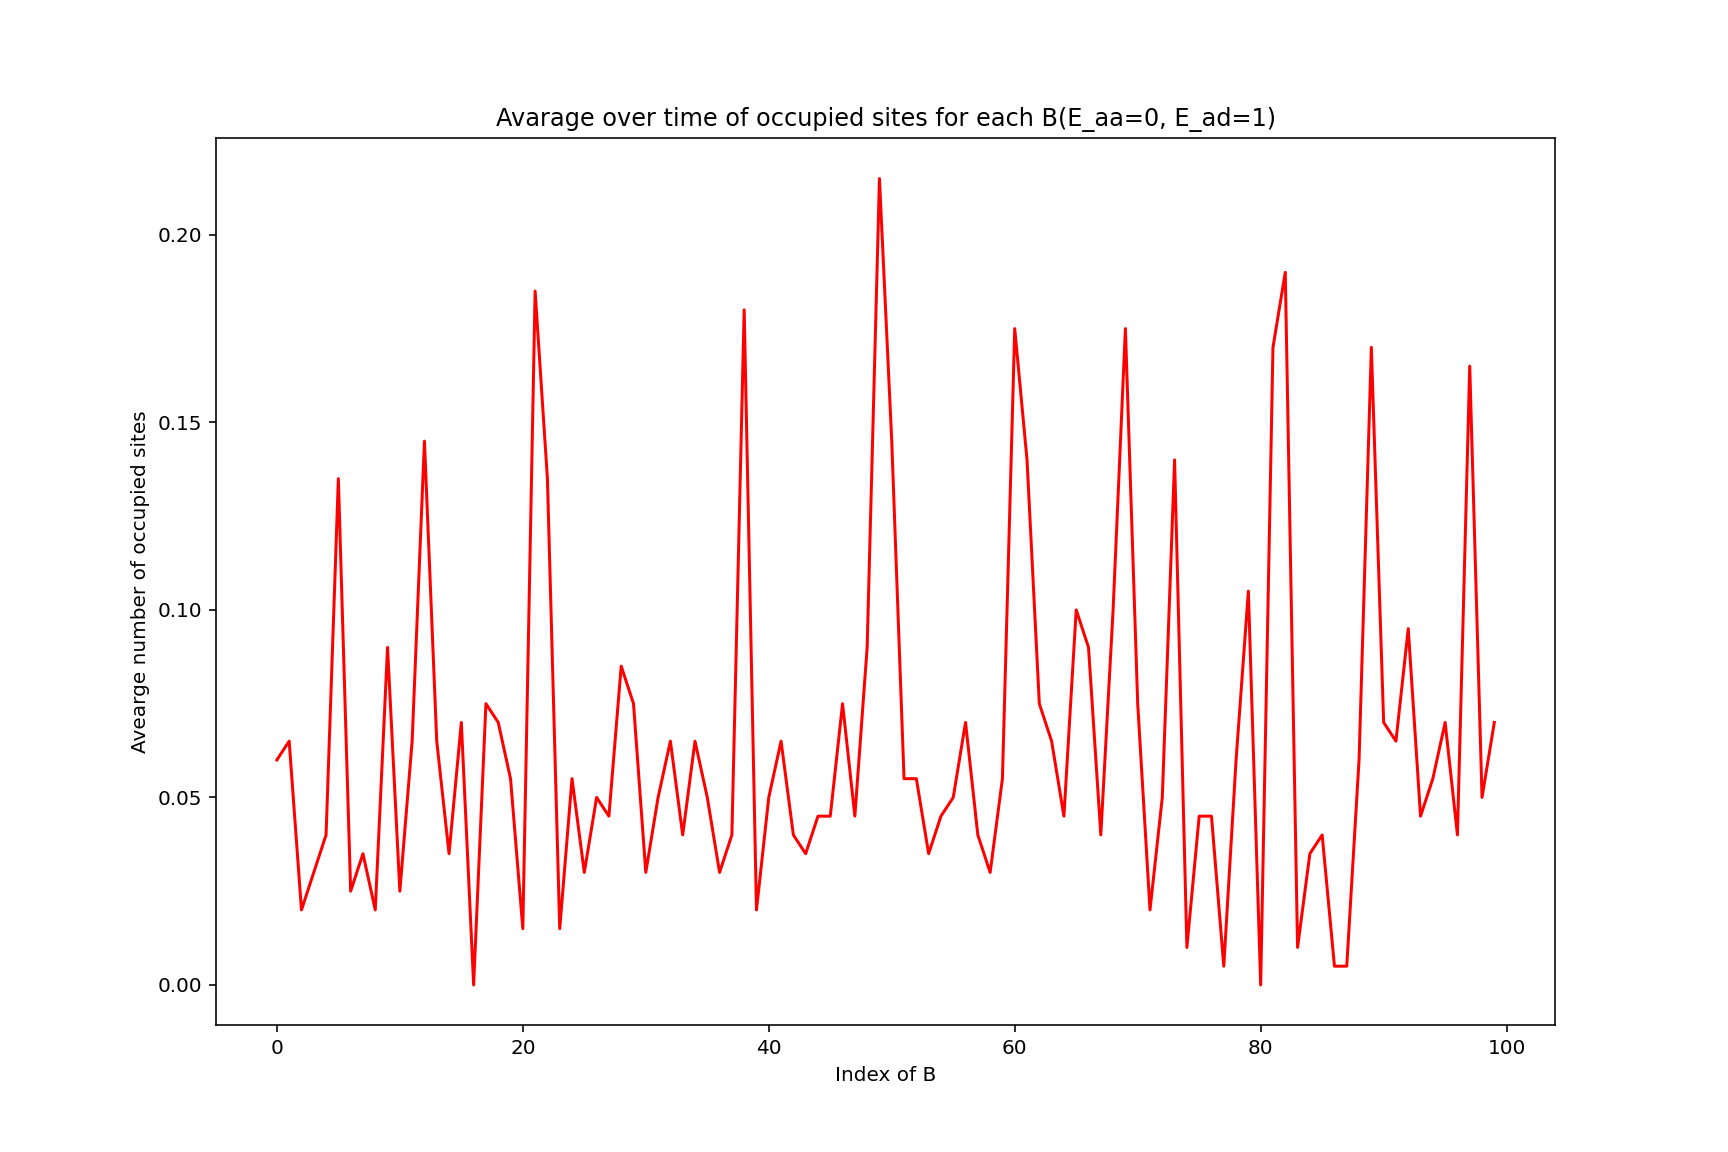 Avarage over time of occupied sites for each B(E_aa=0, E_ad=1)
Avearge number of occupied sites
0.20
0.15
0.10
0.05
0.00
0 20 40 60 80 100
Index of B